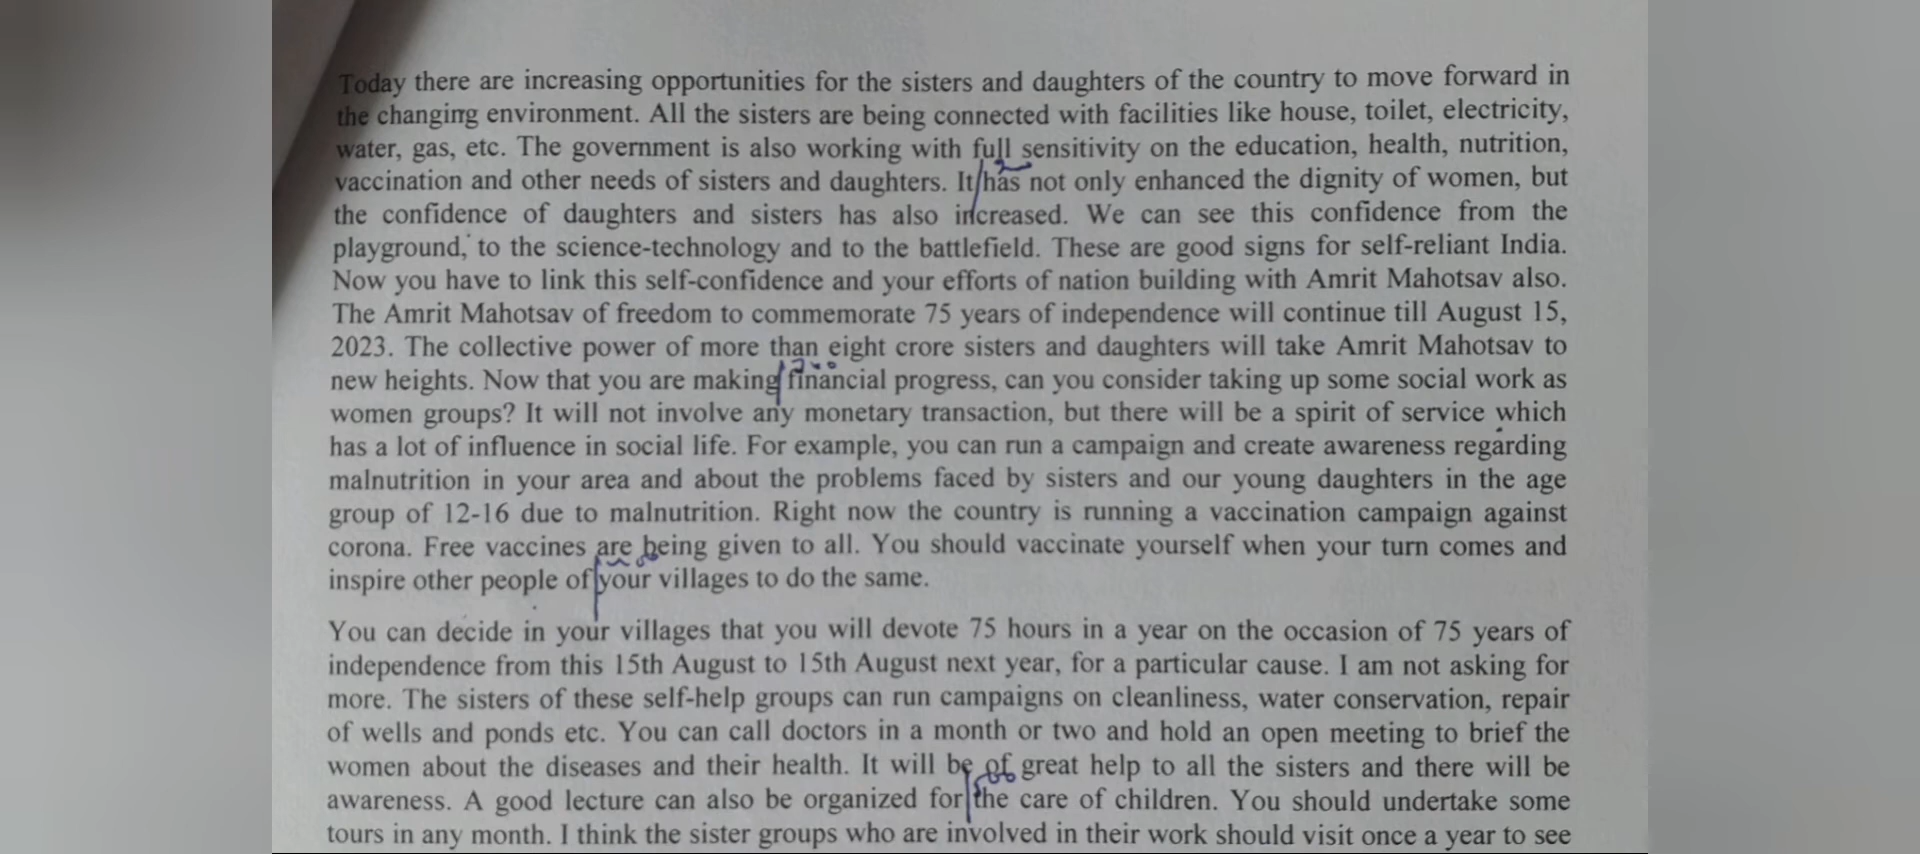 Today there are increasing opportunities for the sisters and daughters of the country to move forward in
the changing environment. All the sisters are being connected with facilities like house, toilet, electricity,
water, gas, etc. The government is also working with full sensitivity on the education, health, nutrition,
vaccination and other needs of sisters and daughters. It has not only enhanced the dignity of women, but
the confidence of daughters and sisters has also increased. We can see this confidence from the
playground, to the science-technology and to the battlefield. These are good signs for self-reliant India.
Now you have to link this self-confidence and your efforts of nation building with Amrit Mahotsav also.
The Amrit Mahotsav of freedom to commemorate 75 years of independence will continue till August 15,
2023. The collective power of more than eight crore sisters and daughters will take Amrit Mahotsav to
new heights. Now that you are making financial progress, can you consider taking up some social work as
women groups? It will not involve any monetary transaction, but there will be a spirit of service which
has a lot of influence in social life. For example, you can run a campaign and create awareness regarding
malnutrition in your area and about the problems faced by sisters and our young daughters in the age
group of 12-16 due to malnutrition. Right now the country is running a vaccination campaign against
corona. Free vaccines are being given to all. You should vaccinate yourself when your turn comes and
inspire other people of your villages to do the same.
You can decide in your villages that you will devote 75 hours in a year on the occasion of 75 years of
independence from this 15th August to 15th August next year, for a particular cause. I am not asking for
more. The sisters of these self-help groups can run campaigns on cleanliness, water conservation, repair
of wells and ponds etc. You can call doctors in a month or two and hold an open meeting to brief the
women about the diseases and their health. It will be of great help to all the sisters and there will be
awareness. A good lecture can also be organized for the care of children. You should undertake some
tours in any month. I think the sister groups who are involved in their work should visit once a year to see